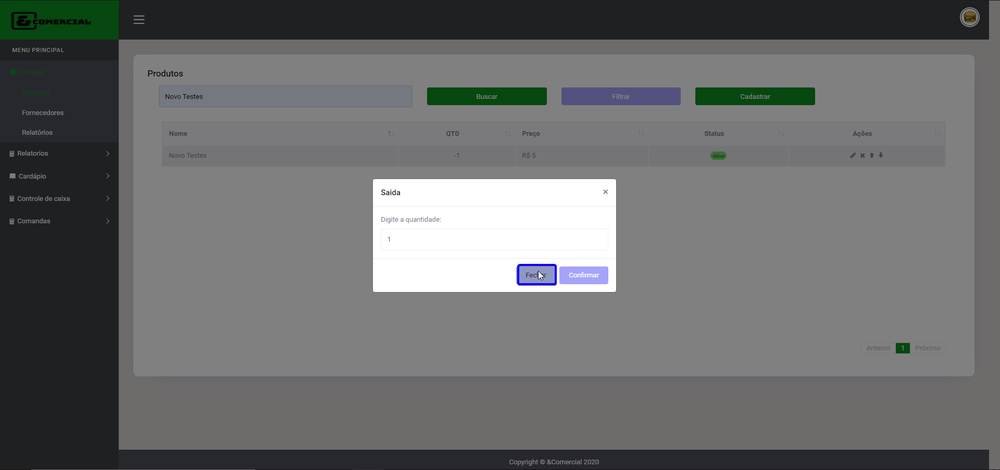 & COMERCIAL
MENU PRINCIPAL
Estoque
Produtos
Fornecedores
Relatórios
Relatorios
Cardápio
Controle de caixa
Comandas
Produtos
Novo Testes
Buscar
Filtrar
Cadastrar
Nome QTD Preço Status Ações
Novo Testes -1 R$ 5 Ativo
Saida ×
Digite a quantidade:
1
Confirmar
Anterior 1 Próximo
Copyright © &Comercial 2020